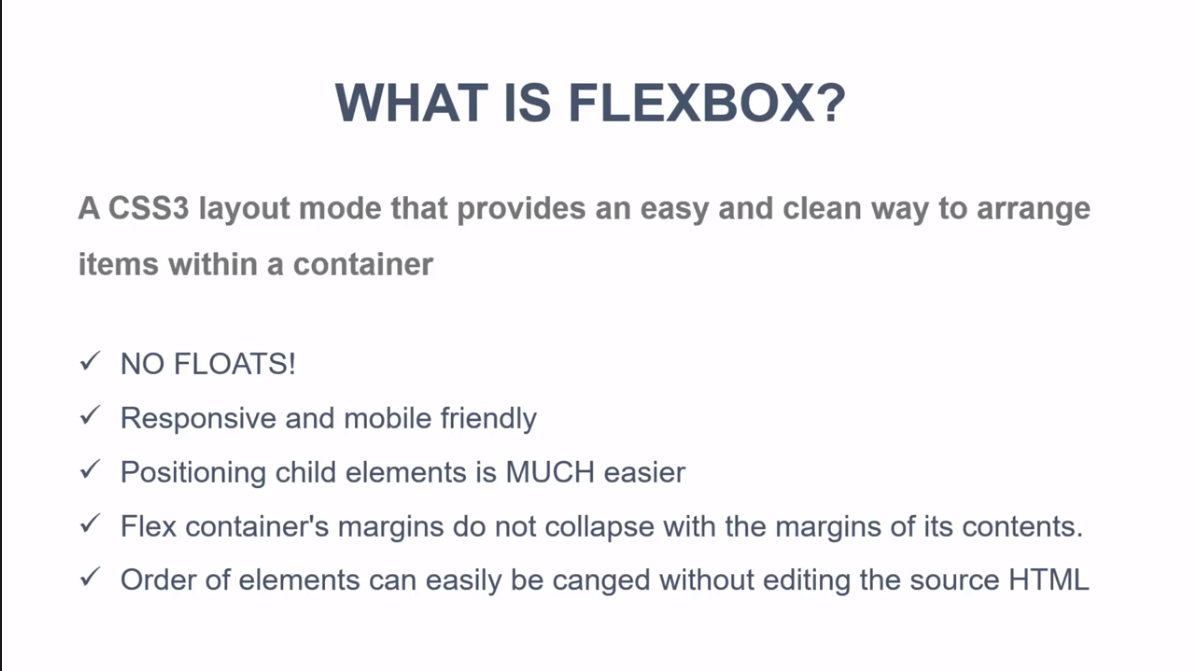 WHAT IS FLEXBOX?
A CSS3 layout mode that provides an easy and clean way to arrange
items within a container
✓ NO FLOATS!
✓ Responsive and mobile friendly
✓ Positioning child elements is MUCH easier
✓ Flex container's margins do not collapse with the margins of its contents.
✓ Order of elements can easily be canged without editing the source HTML